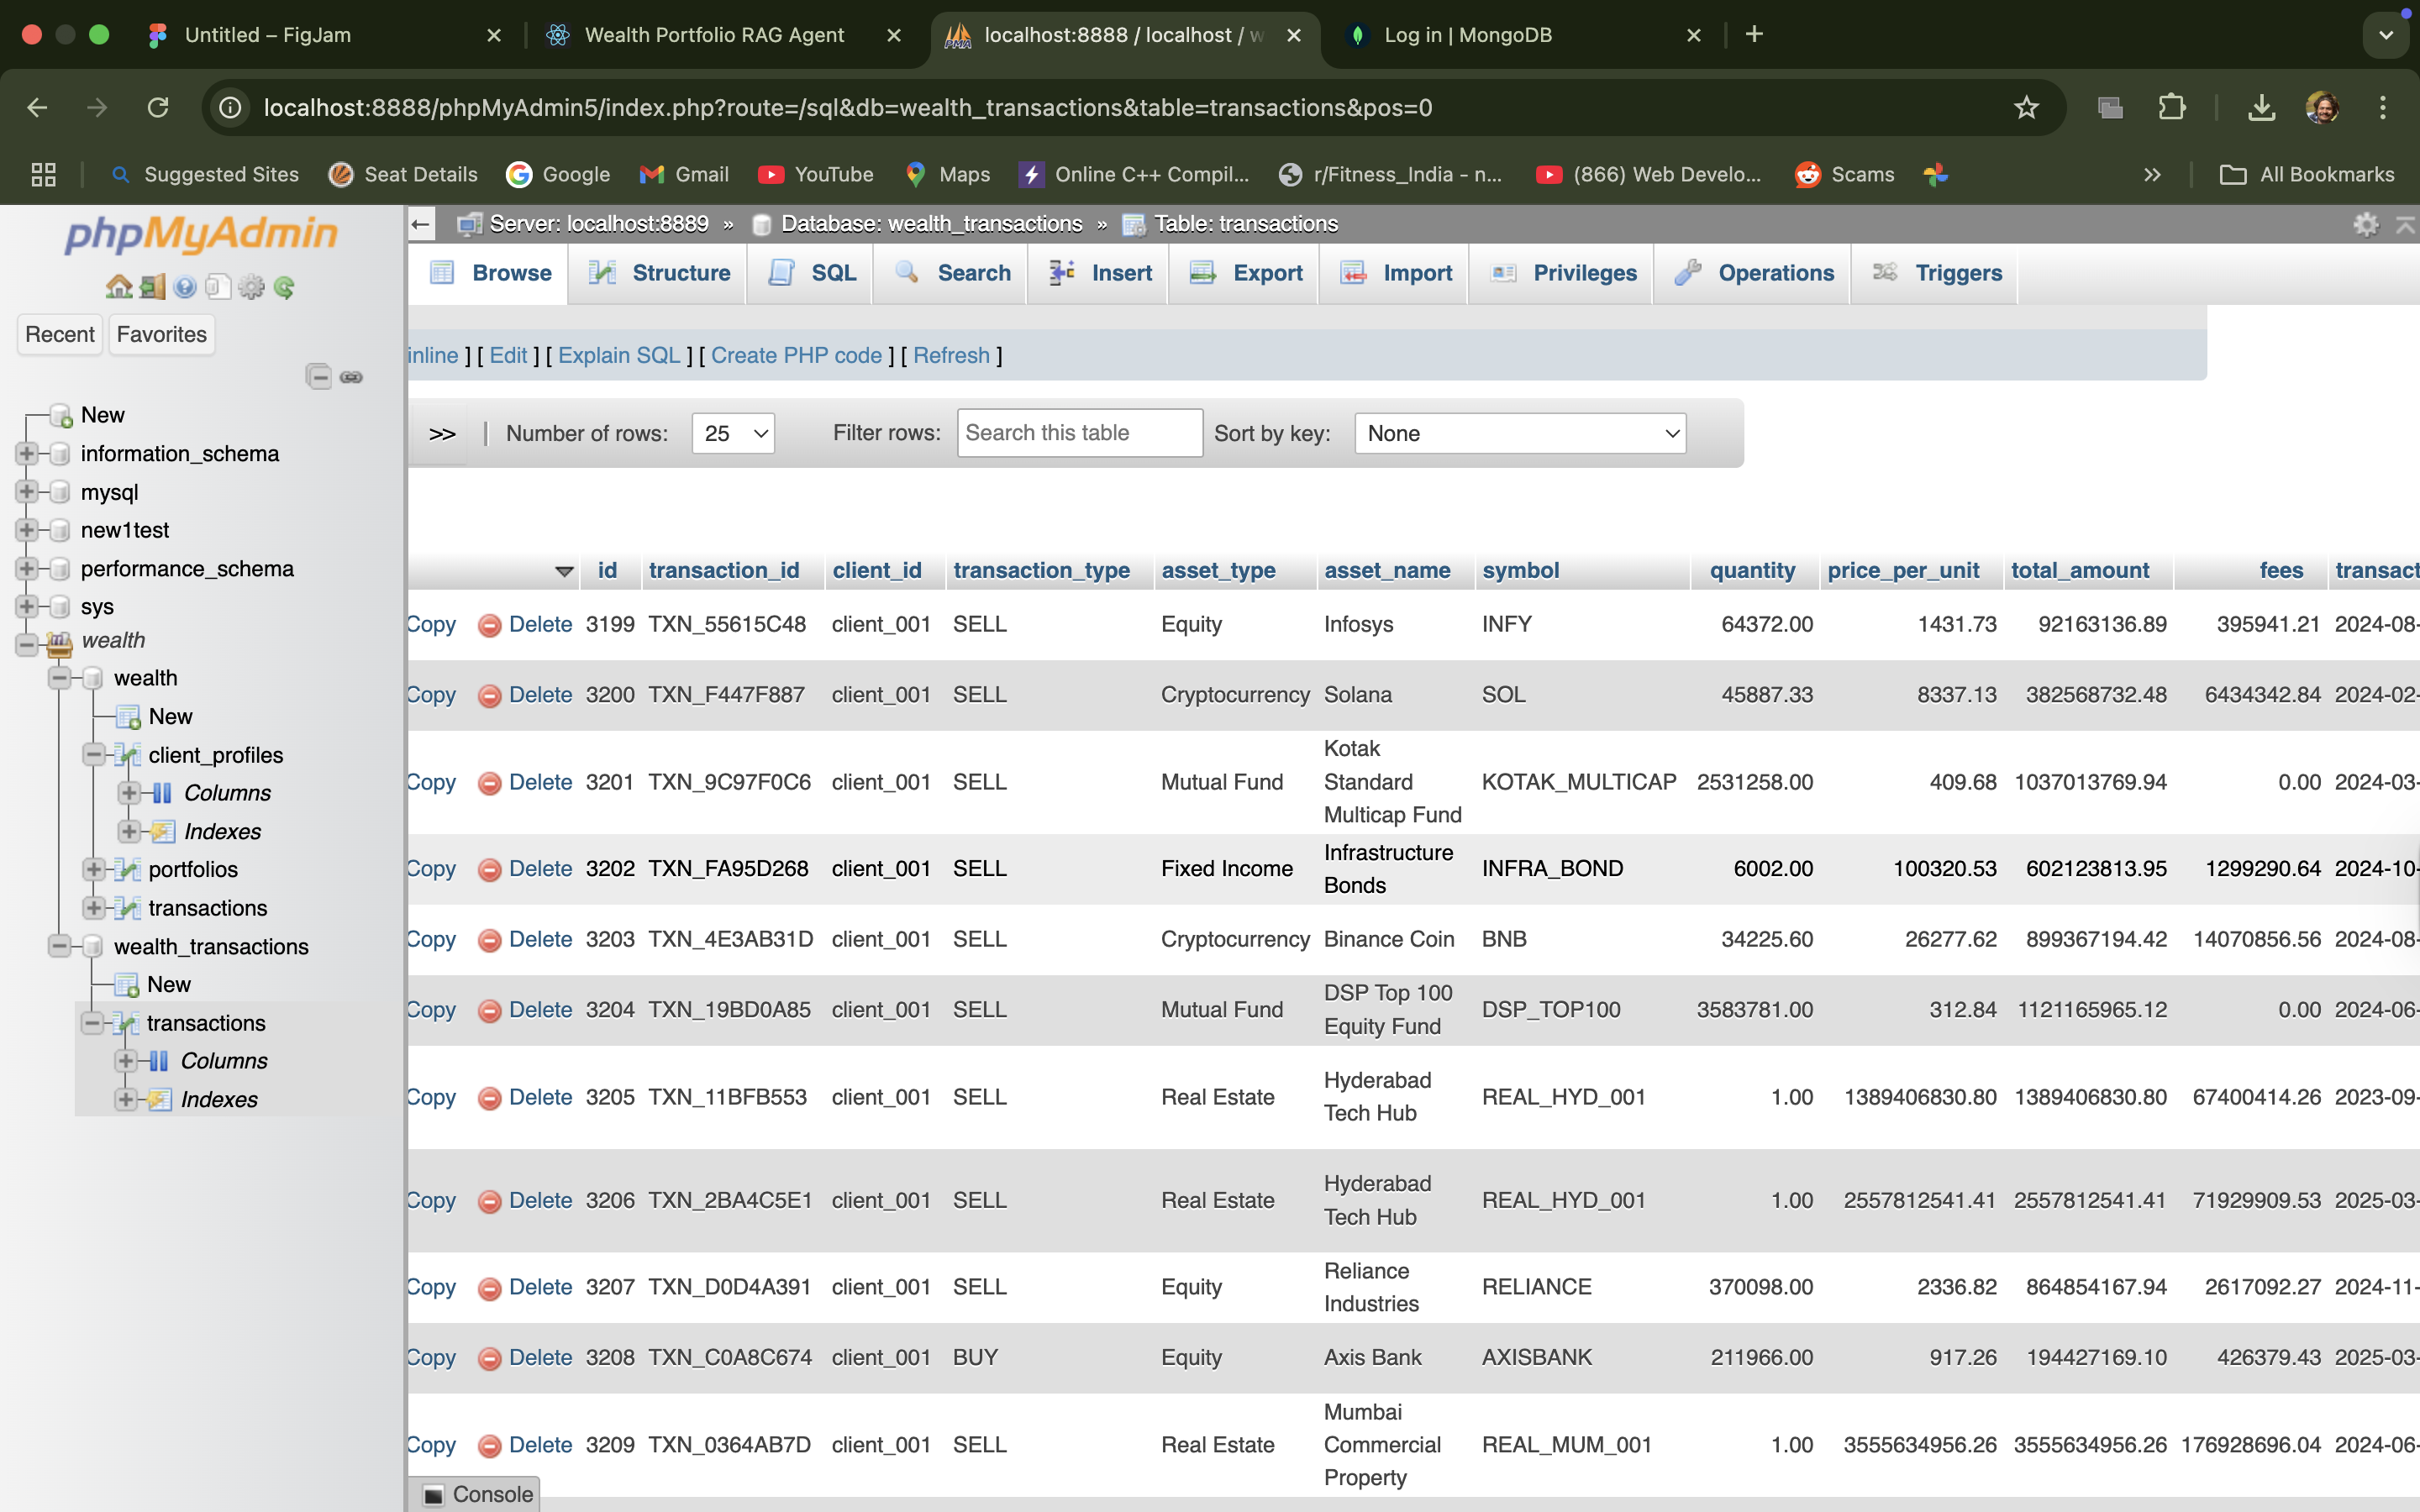 Untitled – FigJam
Wealth Portfolio RAG Agent
localhost:8888 / localhost / w
Log in | MongoDB
localhost:8888/phpMyAdmin5/index.php?route=/sql&db=wealth_transactions&table=transactions&pos=0
Suggested Sites
Seat Details
Google
Gmail
YouTube
Maps
Online C++ Compil...
r/Fitness_India - n...
(866) Web Develo...
Scams
»
All Bookmarks
phpMyAdmin
Recent
Favorites
New
information_schema
mysql
new1test
performance_schema
sys
wealth
wealth
New
client_profiles
Columns
Indexes
portfolios
transactions
wealth_transactions
New
transactions
Columns
Indexes
Server: localhost:8889 » Database: wealth_transactions » Table: transactions
Browse Structure SQL Search Insert Export Import Privileges Operations Triggers
inline ] [ Edit ] [ Explain SQL ] [ Create PHP code ] [ Refresh ]
>> | Number of rows: 25 Filter rows: Search this table Sort by key: None
id transaction_id client_id transaction_type asset_type asset_name symbol quantity price_per_unit total_amount fees transact
Copy Delete 3199 TXN_55615C48 client_001 SELL Equity Infosys INFY 64372.00 1431.73 92163136.89 395941.21 2024-08-
Copy Delete 3200 TXN_F447F887 client_001 SELL Cryptocurrency Solana SOL 45887.33 8337.13 382568732.48 6434342.84 2024-02-
Copy Delete 3201 TXN_9C97F0C6 client_001 SELL Mutual Fund Kotak Standard Multicap Fund KOTAK_MULTICAP 2531258.00 409.68 1037013769.94 0.00 2024-03-
Copy Delete 3202 TXN_FA95D268 client_001 SELL Fixed Income Infrastructure Bonds INFRA_BOND 6002.00 100320.53 602123813.95 1299290.64 2024-10-
Copy Delete 3203 TXN_4E3AB31D client_001 SELL Cryptocurrency Binance Coin BNB 34225.60 26277.62 899367194.42 14070856.56 2024-08-
Copy Delete 3204 TXN_19BD0A85 client_001 SELL Mutual Fund DSP Top 100 Equity Fund DSP_TOP100 3583781.00 312.84 1121165965.12 0.00 2024-06-
Copy Delete 3205 TXN_11BFB553 client_001 SELL Real Estate Hyderabad Tech Hub REAL_HYD_001 1.00 1389406830.80 1389406830.80 67400414.26 2023-09-
Copy Delete 3206 TXN_2BA4C5E1 client_001 SELL Real Estate Hyderabad Tech Hub REAL_HYD_001 1.00 2557812541.41 2557812541.41 71929909.53 2025-03-
Copy Delete 3207 TXN_D0D4A391 client_001 SELL Equity Reliance Industries RELIANCE 370098.00 2336.82 864854167.94 2617092.27 2024-11-
Copy Delete 3208 TXN_C0A8C674 client_001 BUY Equity Axis Bank AXISBANK 211966.00 917.26 194427169.10 426379.43 2025-03-
Copy Delete 3209 TXN_0364AB7D client_001 SELL Real Estate Mumbai Commercial Property REAL_MUM_001 1.00 3555634956.26 3555634956.26 176928696.04 2024-06-
Console